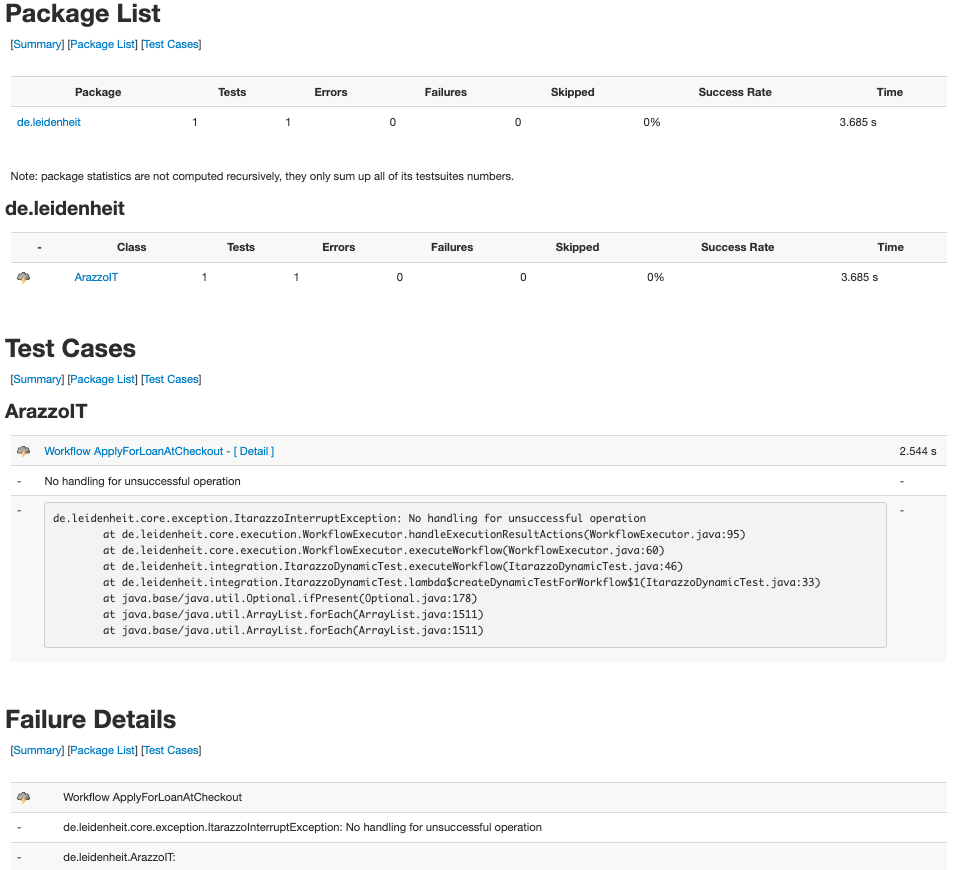 Package List
[Summary] [Package List] [Test Cases]
Package Tests Errors Failures Skipped Success Rate Time
de.leidenheit 1 1 0 0 0% 3.685 s
Note: package statistics are not computed recursively, they only sum up all of its testsuites numbers.
de.leidenheit
- Class Tests Errors Failures Skipped Success Rate Time
ArazzoIT 1 1 0 0 0% 3.685 s
Test Cases
[Summary] [Package List] [Test Cases]
ArazzoIT
Workflow ApplyForLoanAtCheckout - [ Detail ] 2.544 s
- No handling for unsuccessful operation -
- de.leidenheit.core.exception.ItarazzoInterruptException: No handling for unsuccessful operation -
at de.leidenheit.core.execution.WorkflowExecutor.handleExecutionResultActions(WorkflowExecutor.java:95)
at de.leidenheit.core.execution.WorkflowExecutor.executeWorkflow(WorkflowExecutor.java:60)
at de.leidenheit.integration.ItarazzoDynamicTest.executeWorkflow(ItarazzoDynamicTest.java:46)
at de.leidenheit.integration.ItarazzoDynamicTest.lambda$createDynamicTestForWorkflow$1(ItarazzoDynamicTest.java:33)
at java.base/java.util.Optional.ifPresent(Optional.java:178)
at java.base/java.util.ArrayList.forEach(ArrayList.java:1511)
at java.base/java.util.ArrayList.forEach(ArrayList.java:1511)
Failure Details
[Summary] [Package List] [Test Cases]
Workflow ApplyForLoanAtCheckout
- de.leidenheit.core.exception.ItarazzoInterruptException: No handling for unsuccessful operation
- de.leidenheit.ArazzoIT: